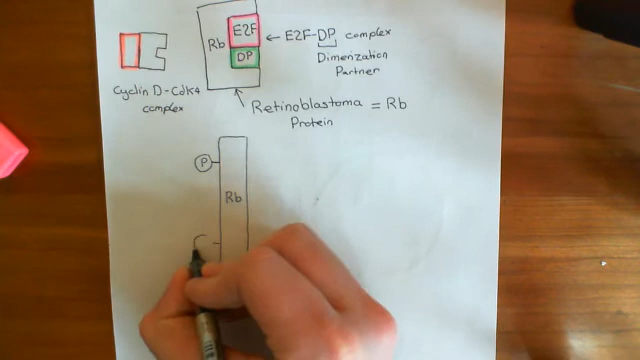 Rb
E2F
DP
← E2F-DP complex
Dimerization
Partner
Cyclin D-Cdk4
complex
Retinoblastoma = Rb
Protein
P
Rb